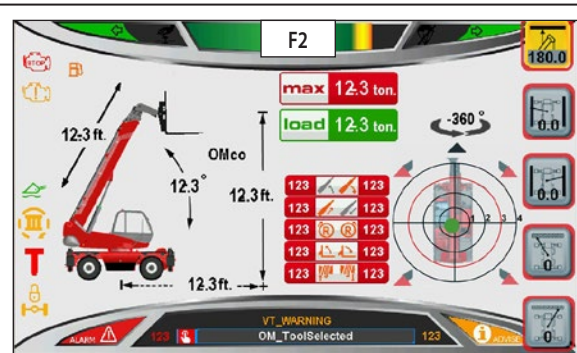 F2
STOP
180.0
max 12.3 ton.
load 12.3 ton.
-360 °
12.3 ft.
OMco
12.3°
12.3 ft.
0.0
123 123
123 123
123 R R 123
123 123
123 123
1 2 3 4
0.0
T
0
12.3 ft.
VT_WARNING
ALARM 123 OM_ToolSelected 123 i ADVISE
0